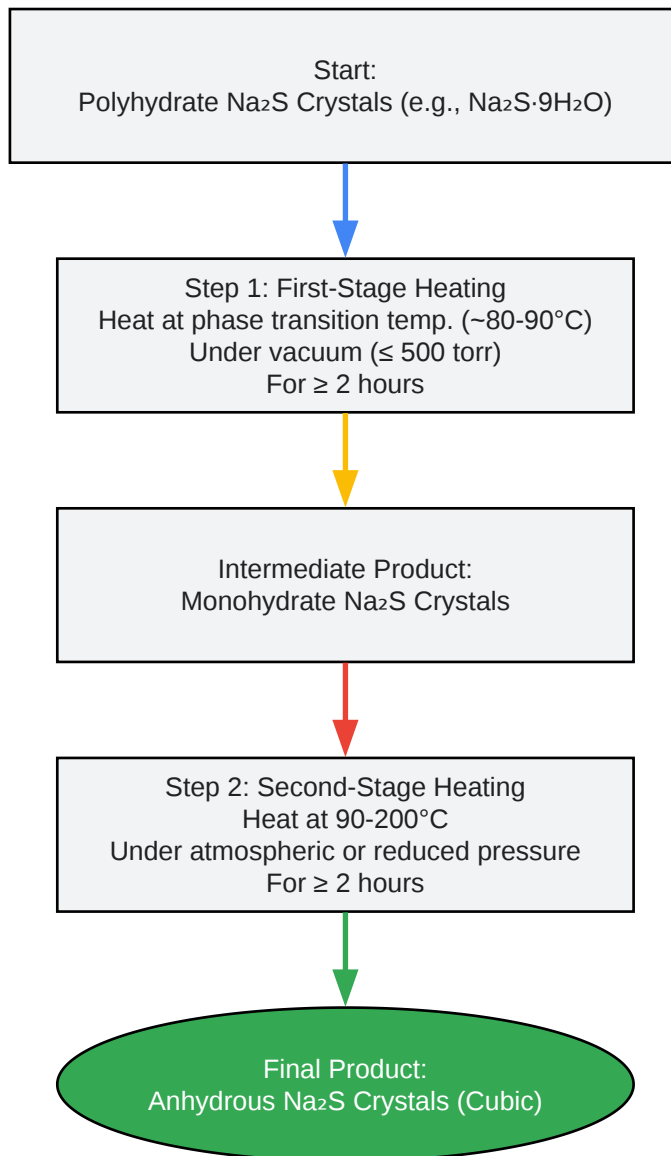 Start:
Polyhydrate Na₂S Crystals (e.g., Na₂S·9H₂O)
Step 1: First-Stage Heating
Heat at phase transition temp. (~80-90°C)
Under vacuum (≤ 500 torr)
For ≥ 2 hours
Intermediate Product:
Monohydrate Na₂S Crystals
Step 2: Second-Stage Heating
Heat at 90-200°C
Under atmospheric or reduced pressure
For ≥ 2 hours
Final Product:
Anhydrous Na₂S Crystals (Cubic)